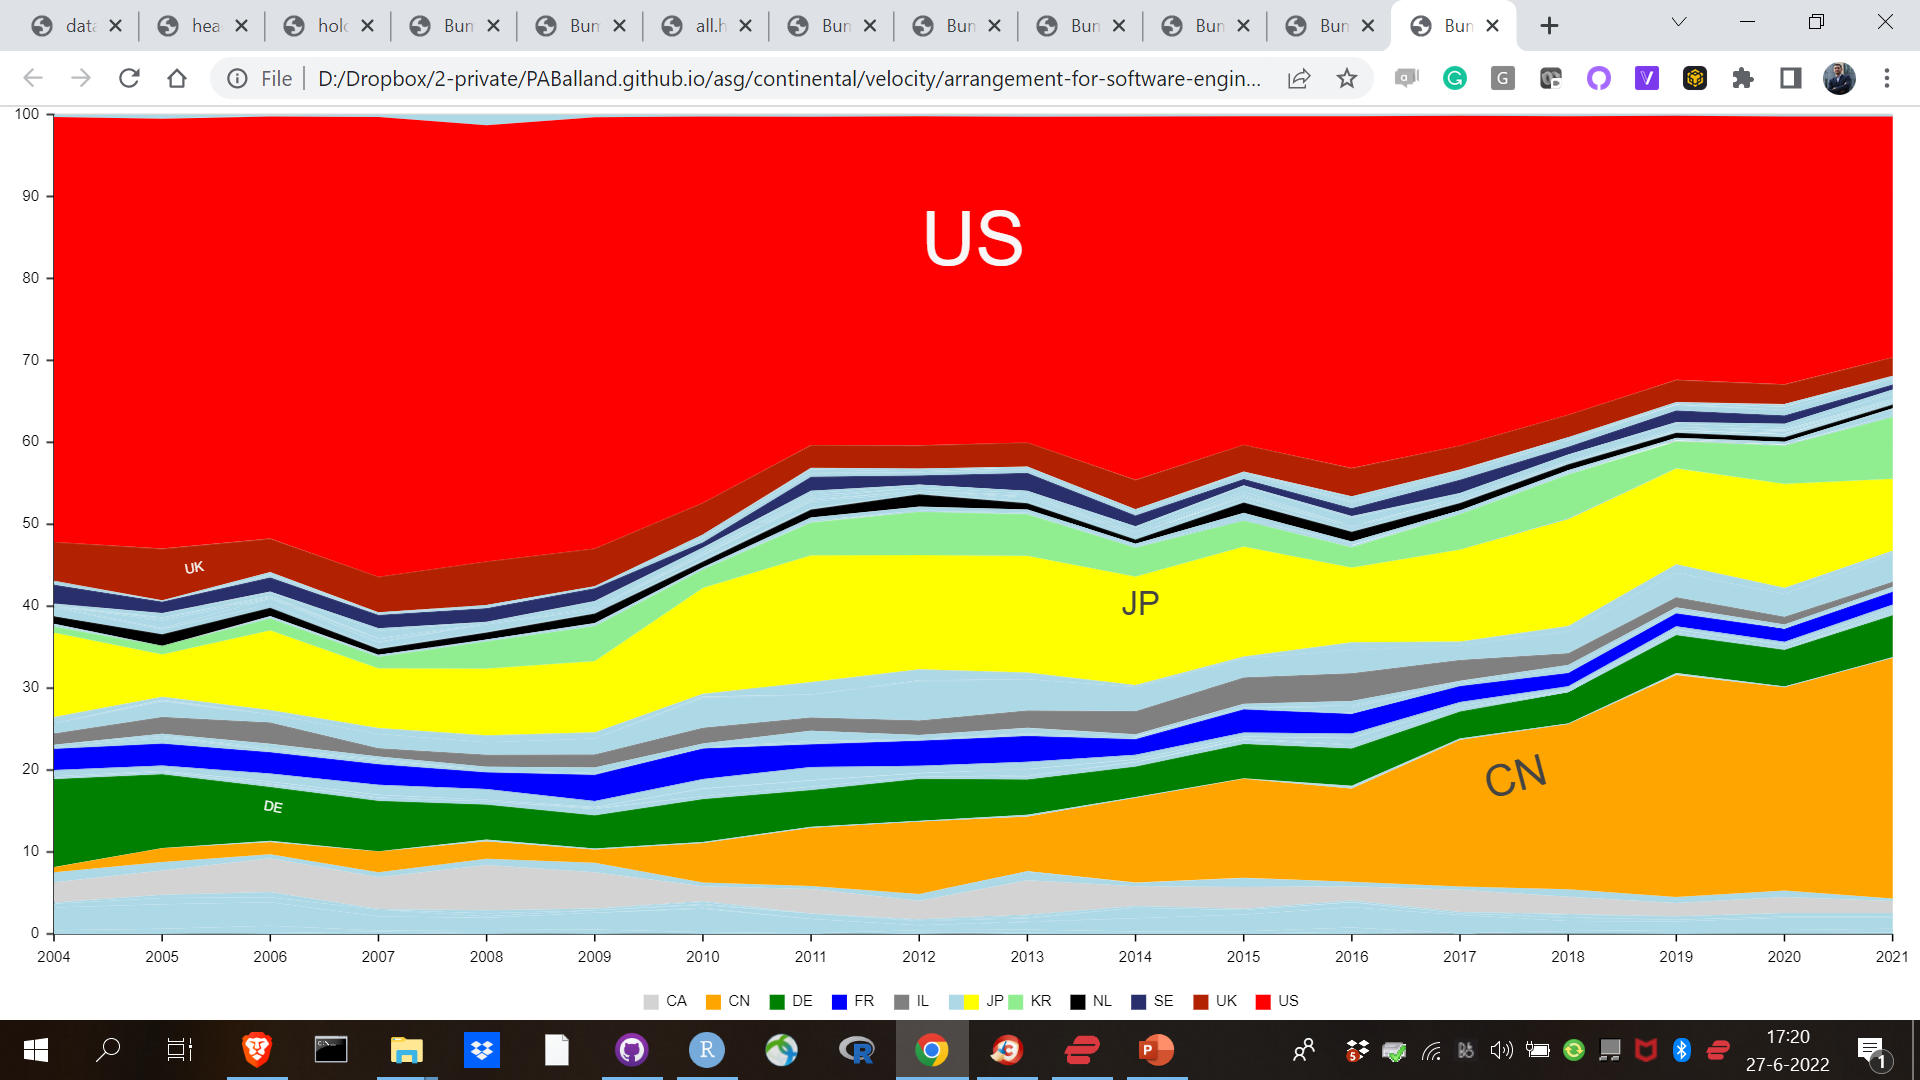 data
hea
holo
Bun
Bun
all.h
Bun
Bun
Bun
Bun
Bun
Bun
File
D:/Dropbox/2-private/PABalland.github.io/asg/continental/velocity/arrangement-for-software-engin...
100
90
80
70
60
50
40
30
20
10
0
US
UK
JP
DE
CN
2004 2005 2006 2007 2008 2009 2010 2011 2012 2013 2014 2015 2016 2017 2018 2019 2020 2021
CA CN DE FR IL JP KR NL SE UK US
17:20
27-6-2022
1